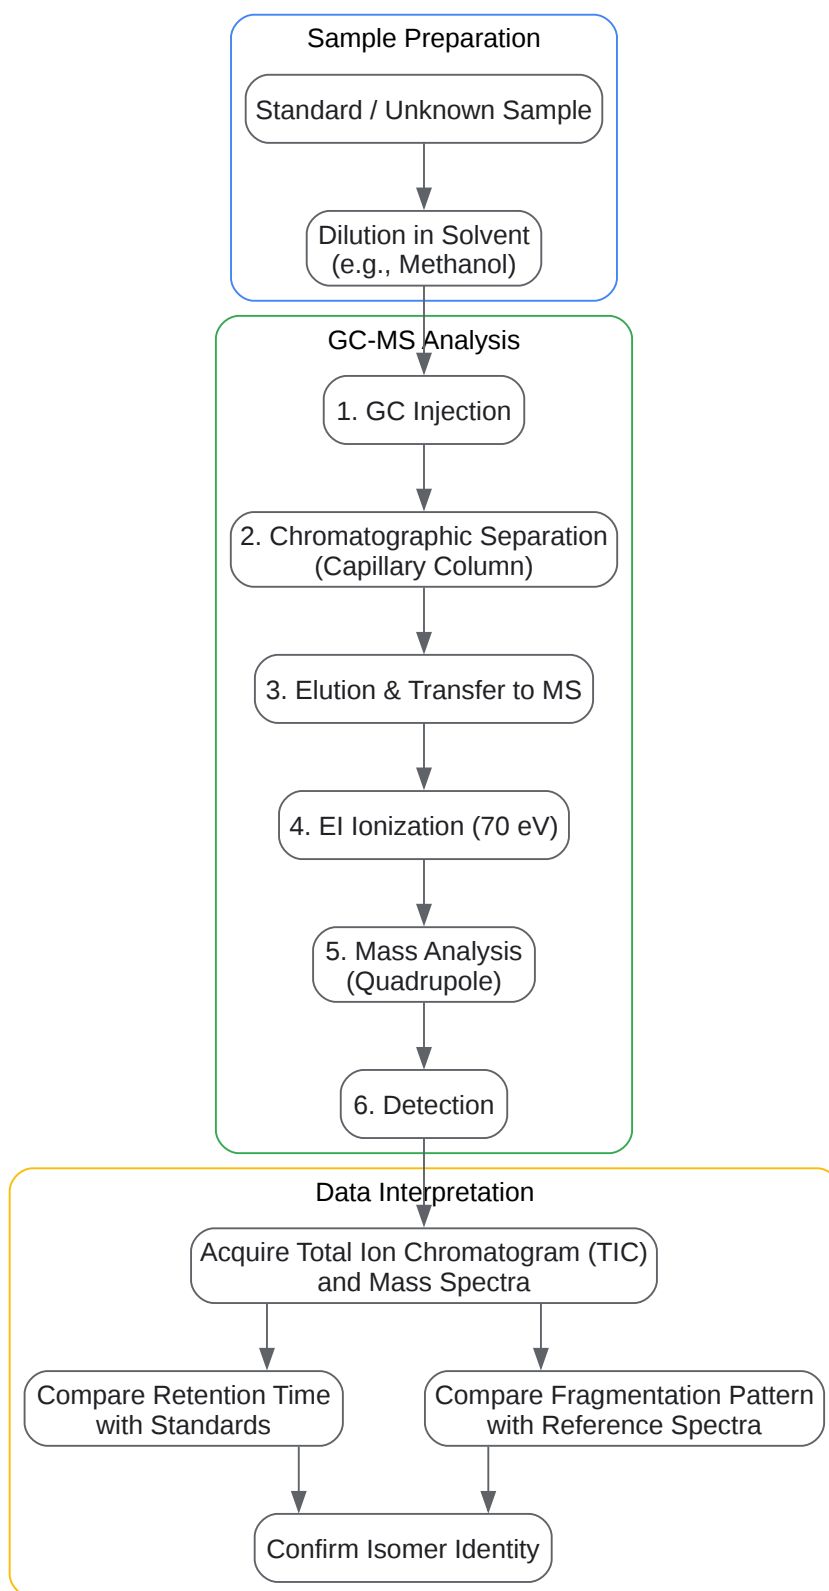 Sample Preparation
Standard / Unknown Sample
Dilution in Solvent
(e.g., Methanol)
GC-MS Analysis
1. GC Injection
2. Chromatographic Separation
(Capillary Column)
3. Elution & Transfer to MS
4. EI Ionization (70 eV)
5. Mass Analysis
(Quadrupole)
6. Detection
Data Interpretation
Acquire Total Ion Chromatogram (TIC)
and Mass Spectra
Compare Retention Time
with Standards
Compare Fragmentation Pattern
with Reference Spectra
Confirm Isomer Identity